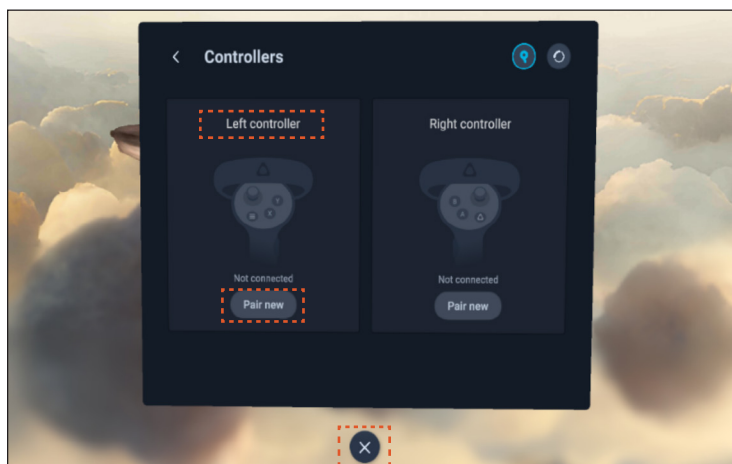 Controllers
Left controller
Right controller
Y
X
B
A
Not connected
Not connected
Pair new
Pair new